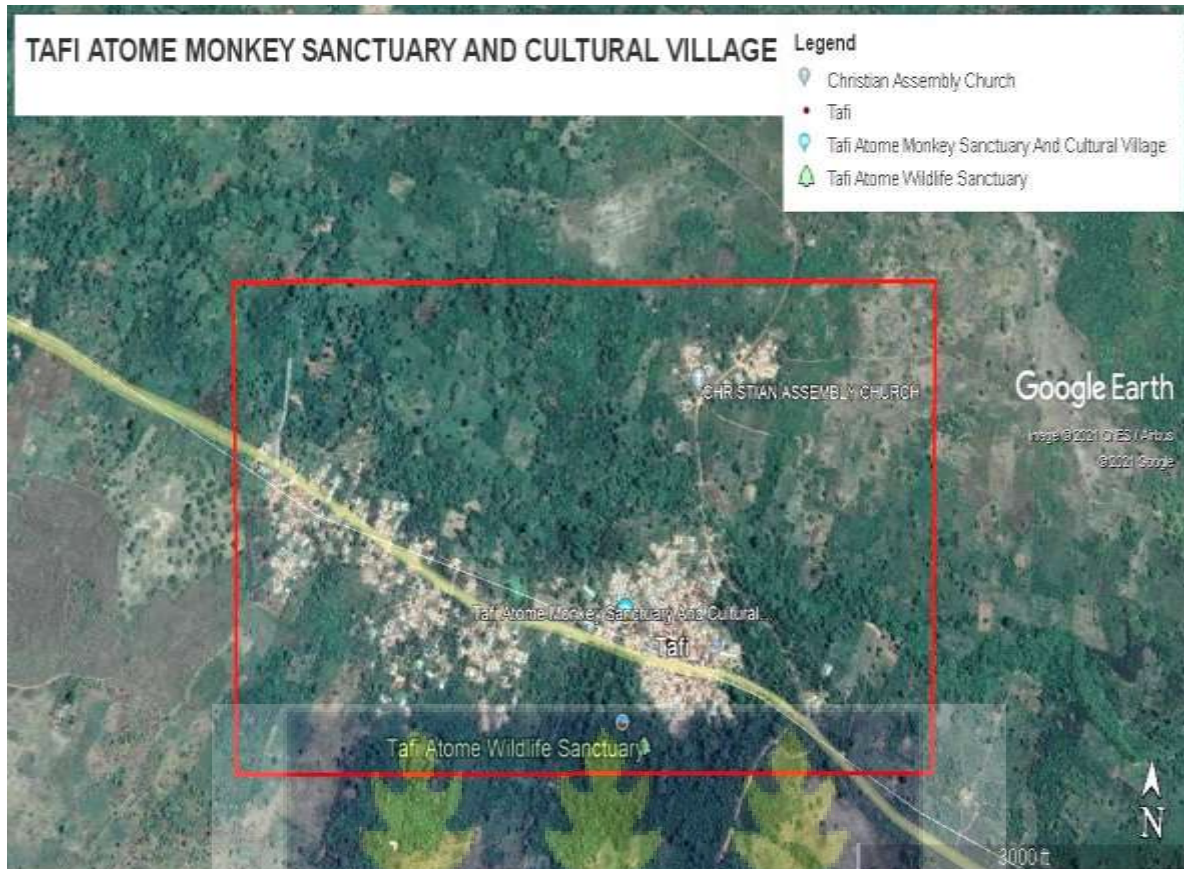 TAFI ATOME MONKEY SANCTUARY AND CULTURAL VILLAGE
Legend
Christian Assembly Church
Tafi
Tafi Atome Monkey Sanctuary And Cultural Village
Tafi Atome Wildlife Sanctuary
CHRISTIAN ASSEMBLY CHURCH
Google Earth
Image © 2021 CNES / Airbus
© 2021 Google
Tafi Atome Monkey Sanctuary And Cultural...
Tafi
Tafi Atome Wildlife Sanctuary
N
3000 ft